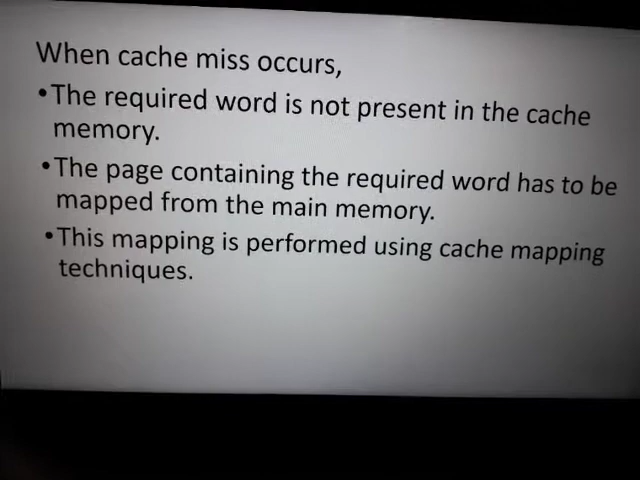 When cache miss occurs,
•The required word is not present in the cache
memory.
•The page containing the required word has to be
mapped from the main memory.
•This mapping is performed using cache mapping
techniques.